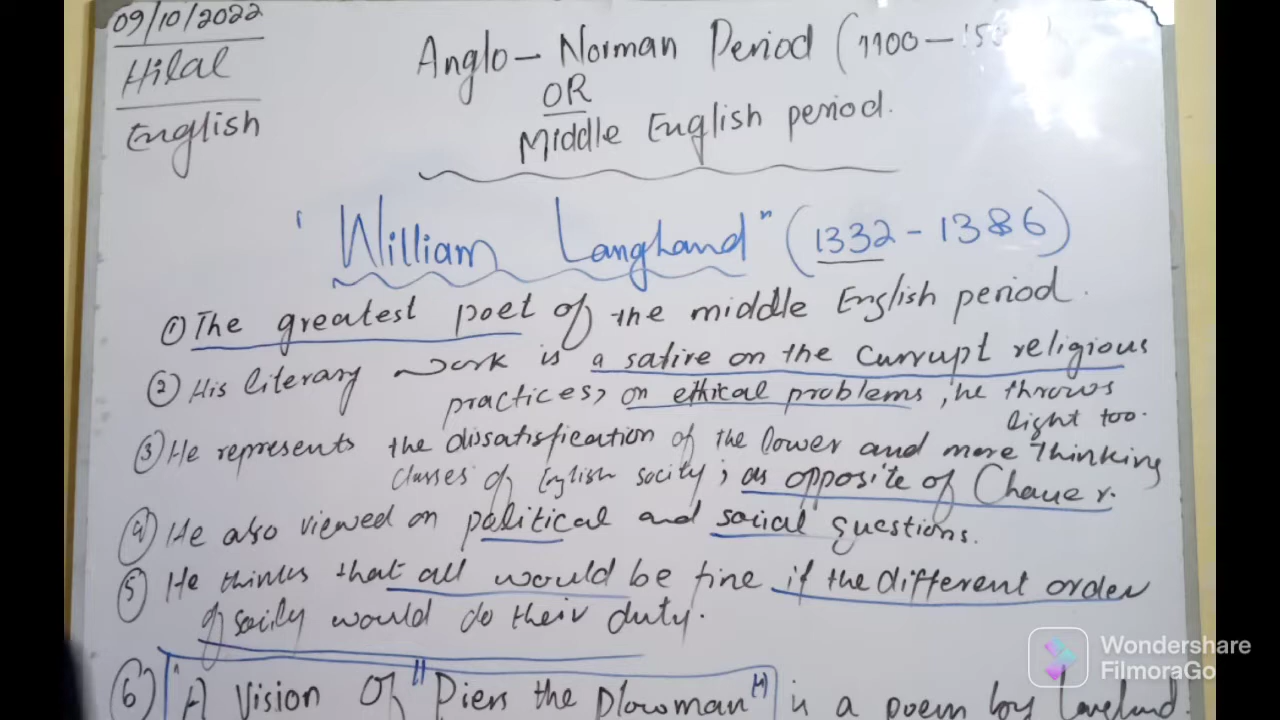 09/10/2022
Hilal
English
Anglo-Norman Period (1100-
OR
Middle English period.
"William Langland" (1332-1386)
① The greatest poet of the middle English period.
② His literary work is a satire on the currupt religious
practices, on ethical problems, he throws
light too.
③ He represents the dissatisfication of the lower and more Thinking
classes of English socity; as opposite of Chaucer.
④ He also viewed on political and social questions.
⑤ He thinks that all would be fine if the different order
of socity would do their duty.
⑥ A Vision Of "Piers the Plowman" is a poem by Langland.
Wondershare
FilmoraGo